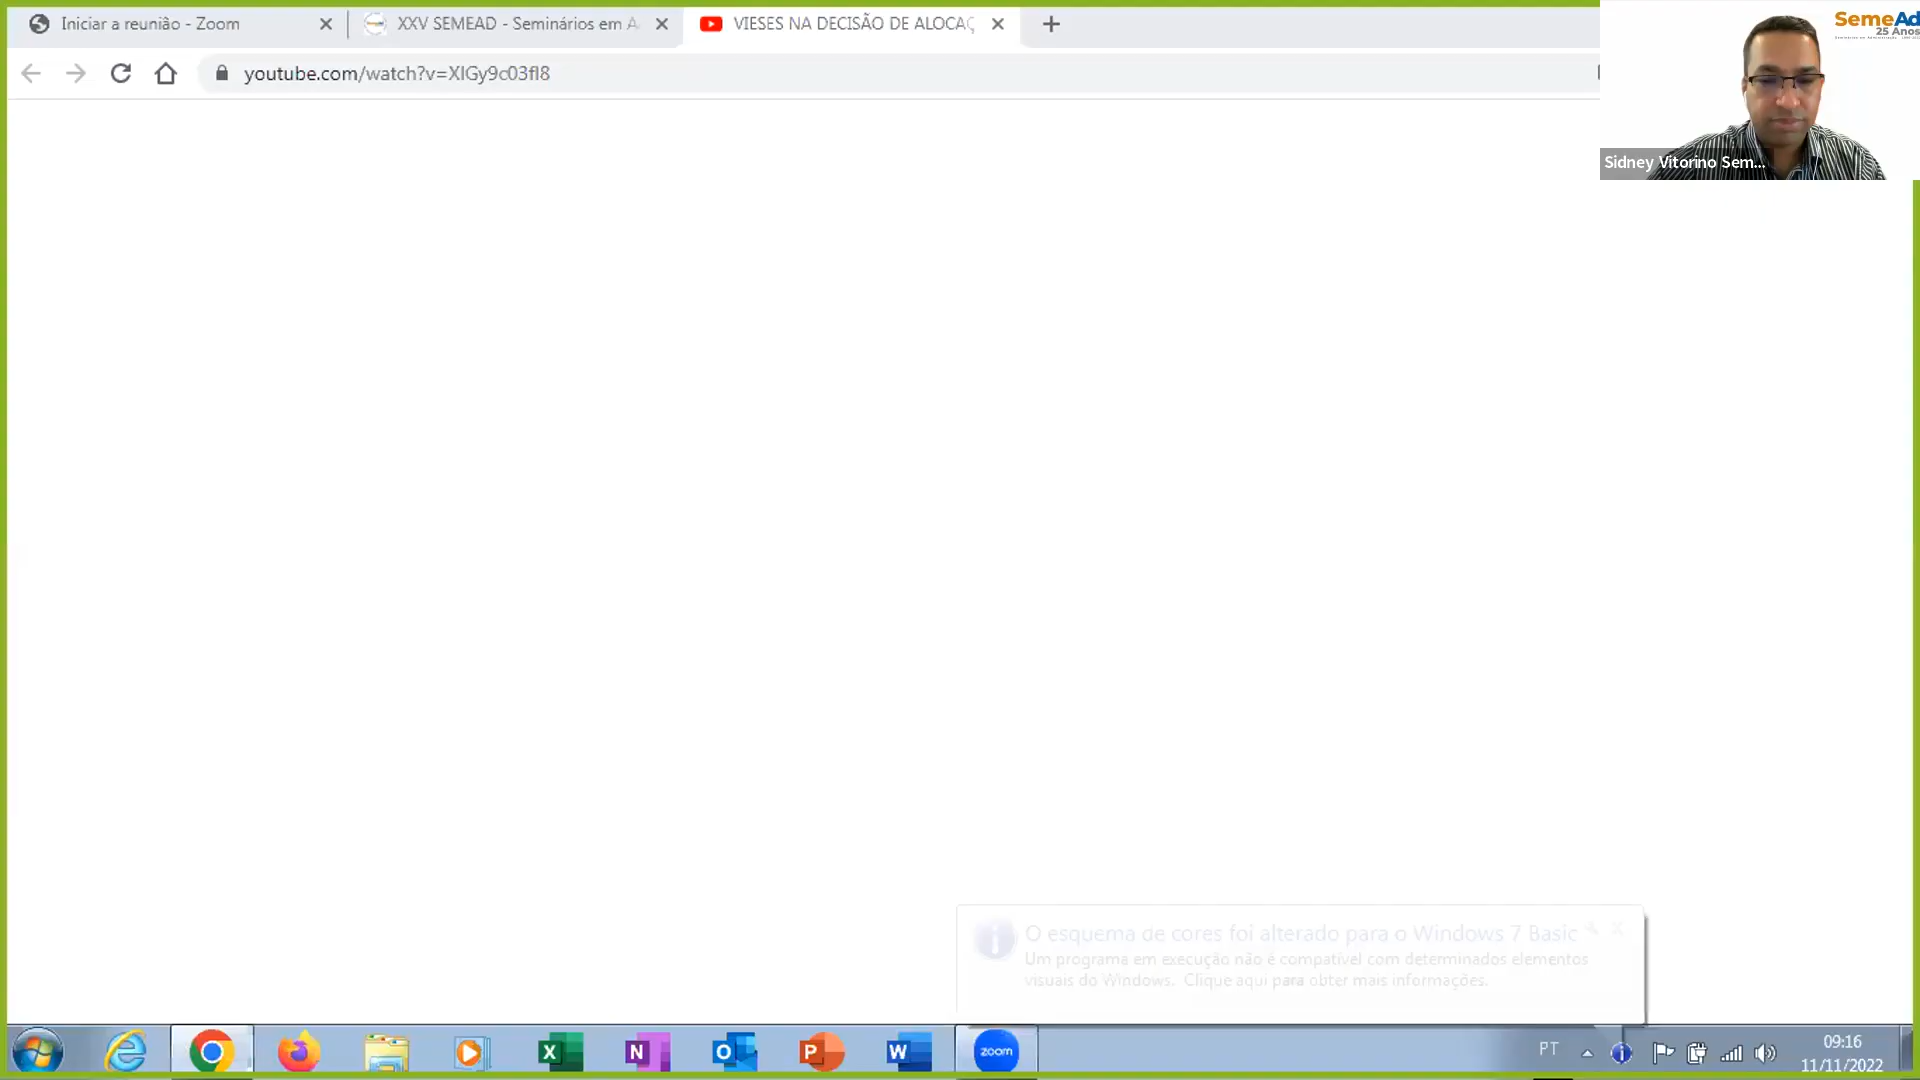 Iniciar a reunião - Zoom
XXV SEMEAD - Seminários em A
VIESES NA DECISÃO DE ALOCAÇ
youtube.com/watch?v=XlGy9c03fl8
SemeAd
25 Anos
Sidney Vitorino Sem...
O esquema de cores foi alterado para o Windows 7 Basic
Um programa em execução não é compatível com determinados elementos
visuais do Windows. Clique aqui para obter mais informações.
zoom
PT
09:16
11/11/2022